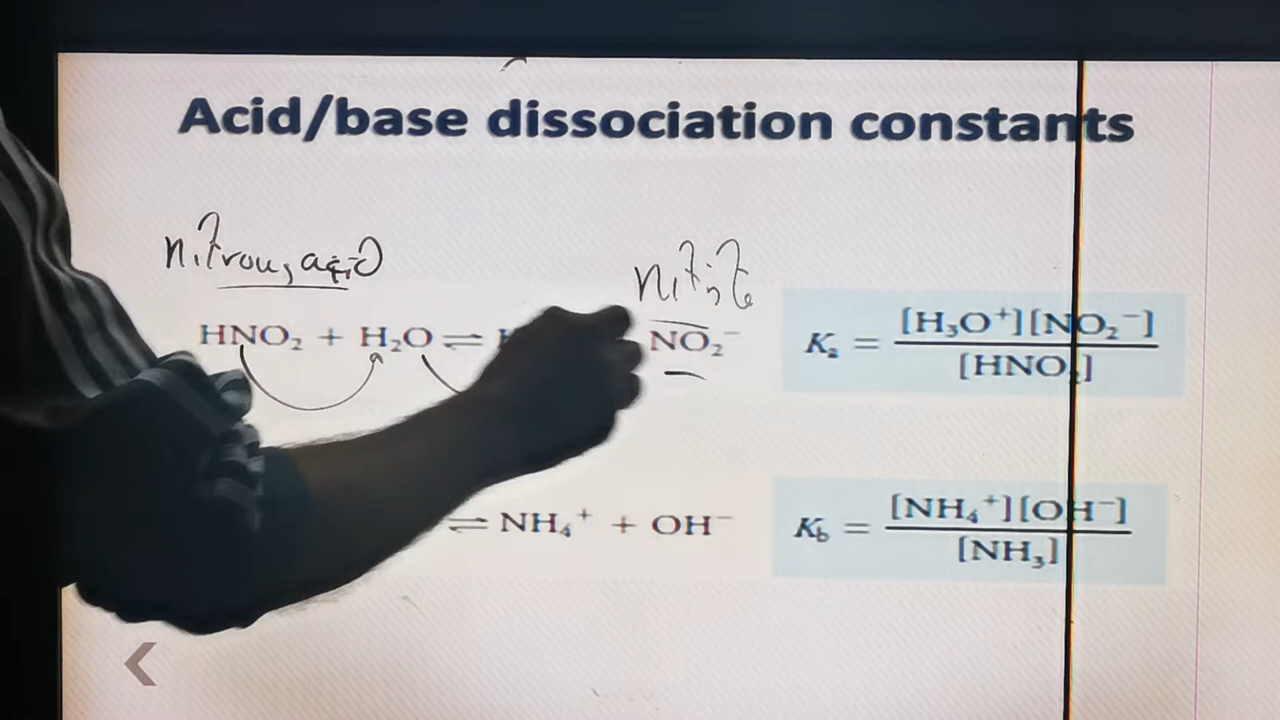 Acid/base dissociation constants
nitrous acid
nitrite
HNO₂ + H₂O ⇌ NO₂⁻
Kₐ = [H₃O⁺][NO₂⁻] / [HNO₂]
⇌ NH₄⁺ + OH⁻
K_b = [NH₄⁺][OH⁻] / [NH₃]